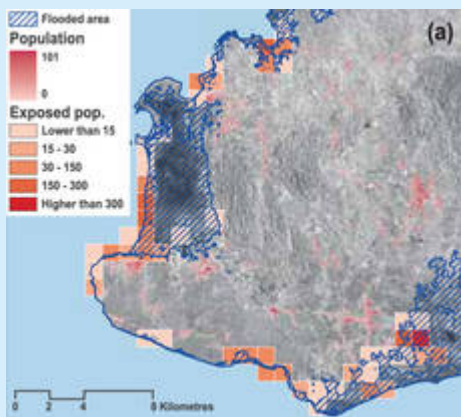 Flooded area
(a)
Population
101
0
Exposed pop.
Lower than 15
15 - 30
30 - 150
150 - 300
Higher than 300
0 2 4 8 Kilometres